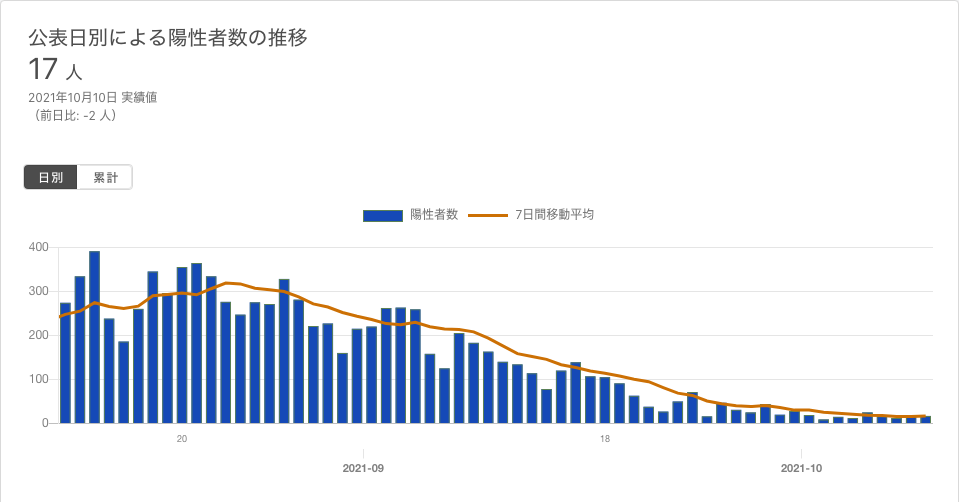 公表日別による陽性者数の推移
17 人
2021年10月10日 実績値
（前日比: -2 人）
日別 累計
陽性者数 7日間移動平均
400
300
200
100
0
20 18
2021-09 2021-10